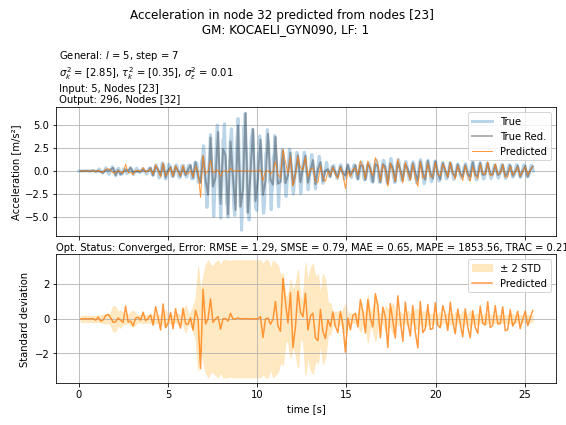 Acceleration in node 32 predicted from nodes [23]
GM: KOCAELI_GYN090, LF: 1
General: l = 5, step = 7
σ²ₖ = [2.85], τ²ₖ = [0.35], σ²ε = 0.01
Input: 5, Nodes [23]
Output: 296, Nodes [32]
Acceleration [m/s²]
5.0
2.5
0.0
−2.5
−5.0
True
True Red.
Predicted
Opt. Status: Converged, Error: RMSE = 1.29, SMSE = 0.79, MAE = 0.65, MAPE = 1853.56, TRAC = 0.21
Standard deviation
2
0
−2
± 2 STD
Predicted
0 5 10 15 20 25
time [s]